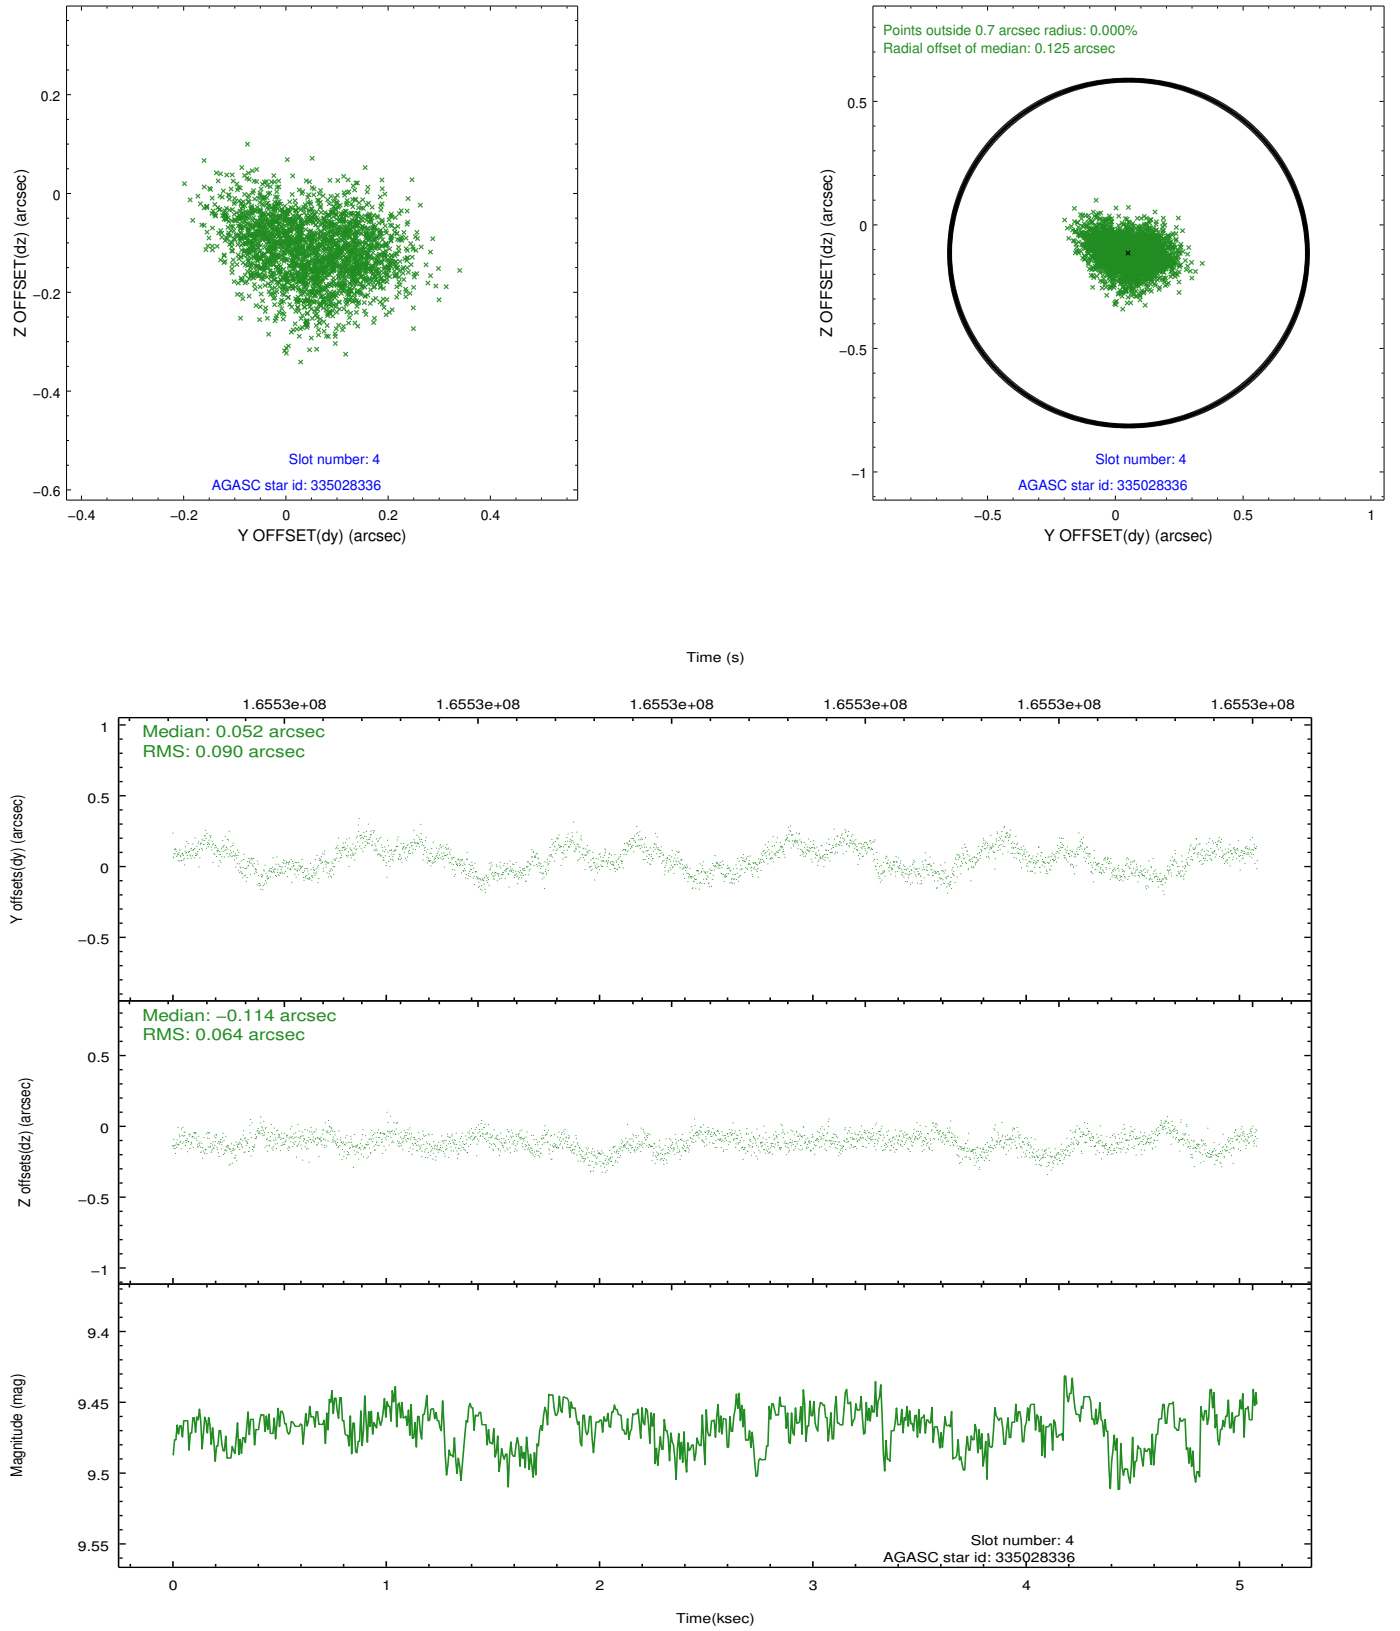 0.2
0
−0.2
−0.4
−0.6
Z OFFSET(dz) (arcsec)
Slot number: 4
AGASC star id: 335028336
−0.4
−0.2
0
0.2
0.4
Y OFFSET(dy) (arcsec)
Points outside 0.7 arcsec radius: 0.000%
Radial offset of median: 0.125 arcsec
0.5
0
−0.5
−1
Z OFFSET(dz) (arcsec)
Slot number: 4
AGASC star id: 335028336
−0.5
0
0.5
1
Y OFFSET(dy) (arcsec)
Time (s)
1.6553e+08
1.6553e+08
1.6553e+08
1.6553e+08
1.6553e+08
1.6553e+08
Median: 0.052 arcsec
RMS: 0.090 arcsec
1
0.5
0
−0.5
Y offsets(dy) (arcsec)
Median: −0.114 arcsec
RMS: 0.064 arcsec
0.5
0
−0.5
−1
Z offsets(dz) (arcsec)
9.4
9.45
9.5
9.55
Magnitude (mag)
Slot number: 4
AGASC star id: 335028336
0
1
2
3
4
5
Time(ksec)